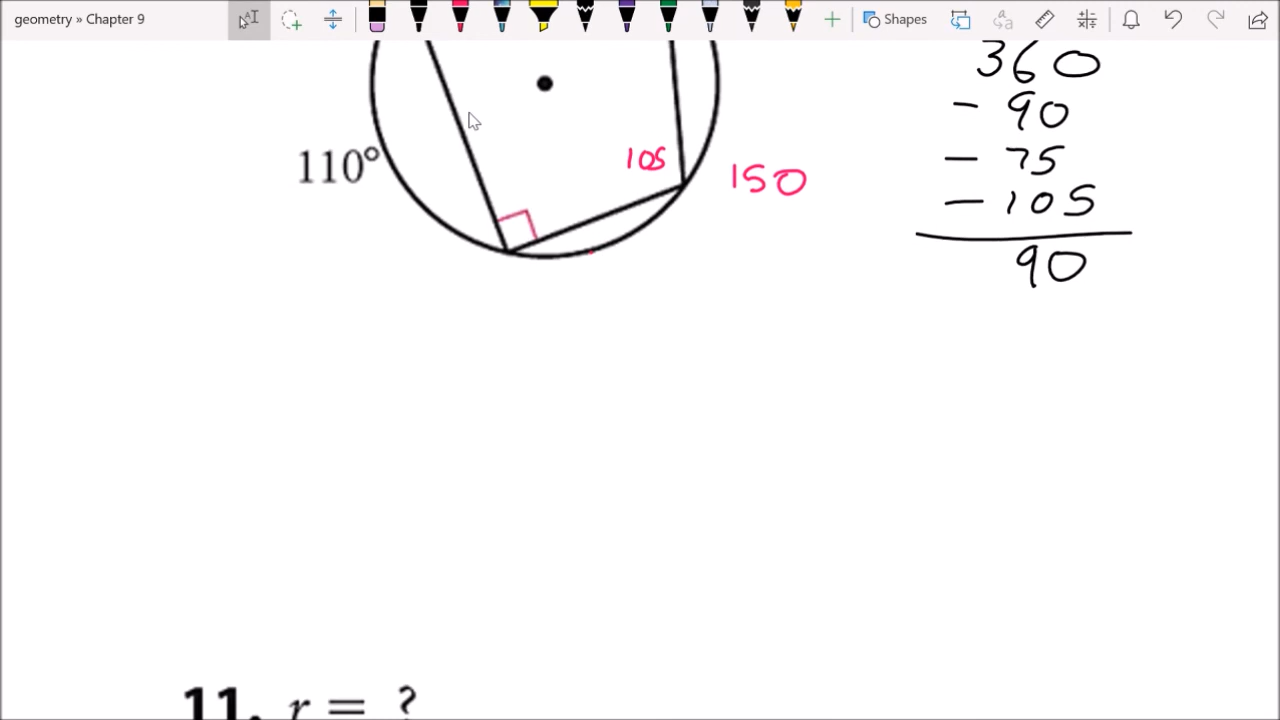 geometry » Chapter 9
Shapes
360
- 90
- 75
- 105
90
110°
105
150
11. r = ?